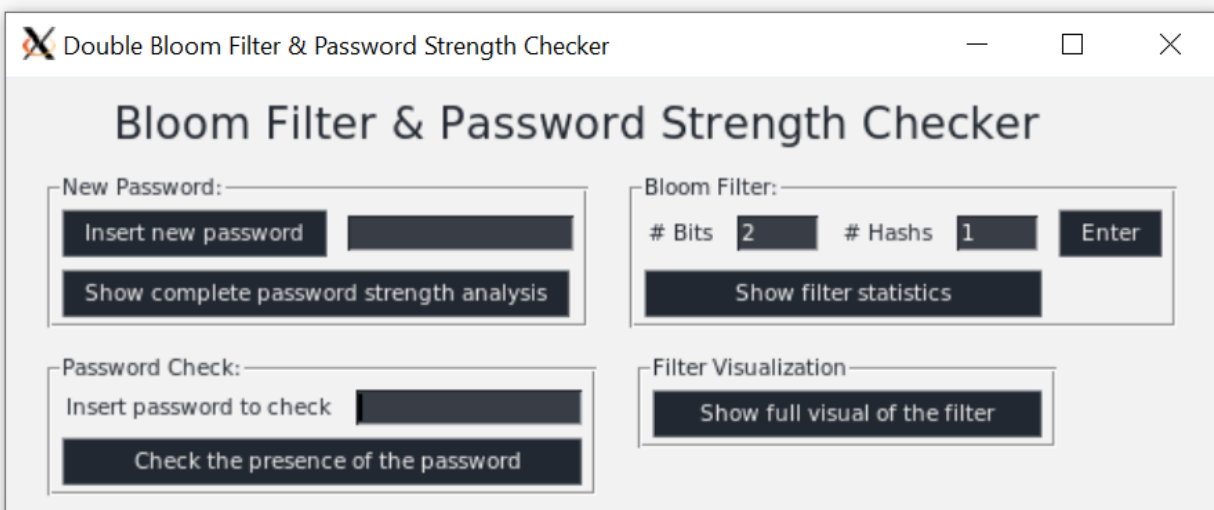 Double Bloom Filter & Password Strength Checker
Bloom Filter & Password Strength Checker
New Password:
Insert new password
Show complete password strength analysis
Bloom Filter:
# Bits 2 # Hashs 1 Enter
Show filter statistics
Password Check:
Insert password to check
Check the presence of the password
Filter Visualization
Show full visual of the filter